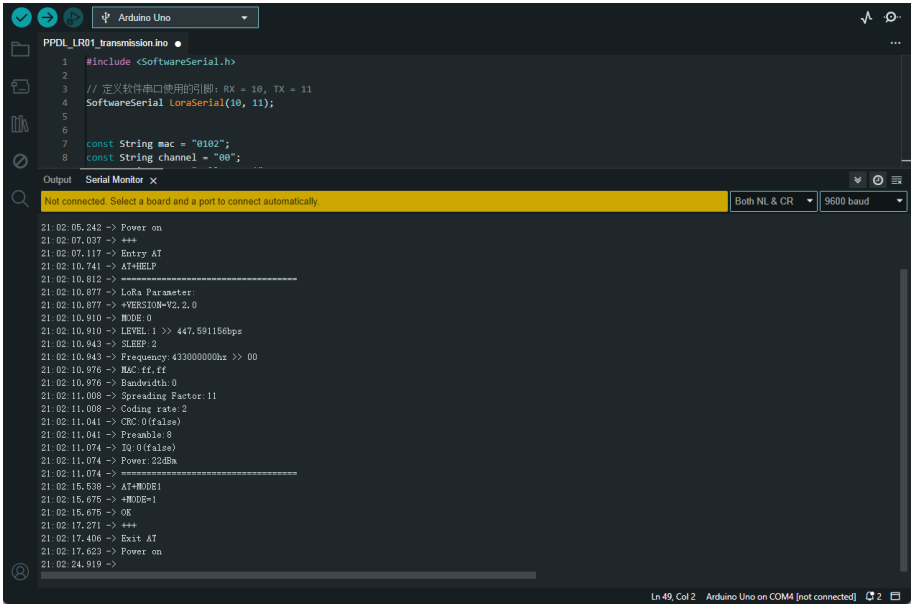 Arduino Uno
PPDL_LR01_transmission.ino
1 #include <SoftwareSerial.h>
2
3 // 定义软件串口使用的引脚: RX = 10, TX = 11
4 SoftwareSerial LoraSerial(10, 11);
5
6
7 const String mac = "0102";
8 const String channel = "00";
Output Serial Monitor
Not connected. Select a board and a port to connect automatically.
Both NL & CR 9600 baud
21:02:05.242 -> Power on
21:02:07.037 -> +++
21:02:07.117 -> Entry AT
21:02:10.741 -> AT+HELP
21:02:10.812 -> ===================================
21:02:10.877 -> LoRa Parameter:
21:02:10.877 -> +VERSION=V2.2.0
21:02:10.910 -> MODE:0
21:02:10.910 -> LEVEL:1 >> 447.591156bps
21:02:10.943 -> SLEEP:2
21:02:10.943 -> Frequency:433000000hz >> 00
21:02:10.976 -> MAC:ff,ff
21:02:10.976 -> Bandwidth:0
21:02:11.008 -> Spreading Factor:11
21:02:11.008 -> Coding rate:2
21:02:11.041 -> CRC:0(false)
21:02:11.041 -> Preamble:8
21:02:11.074 -> IQ:0(false)
21:02:11.074 -> Power:22dBm
21:02:11.074 -> ===================================
21:02:15.538 -> AT+MODE1
21:02:15.675 -> +MODE=1
21:02:15.675 -> OK
21:02:17.271 -> +++
21:02:17.406 -> Exit AT
21:02:17.623 -> Power on
21:02:24.919 ->
Ln 49, Col 2 Arduino Uno on COM4 [not connected] 2